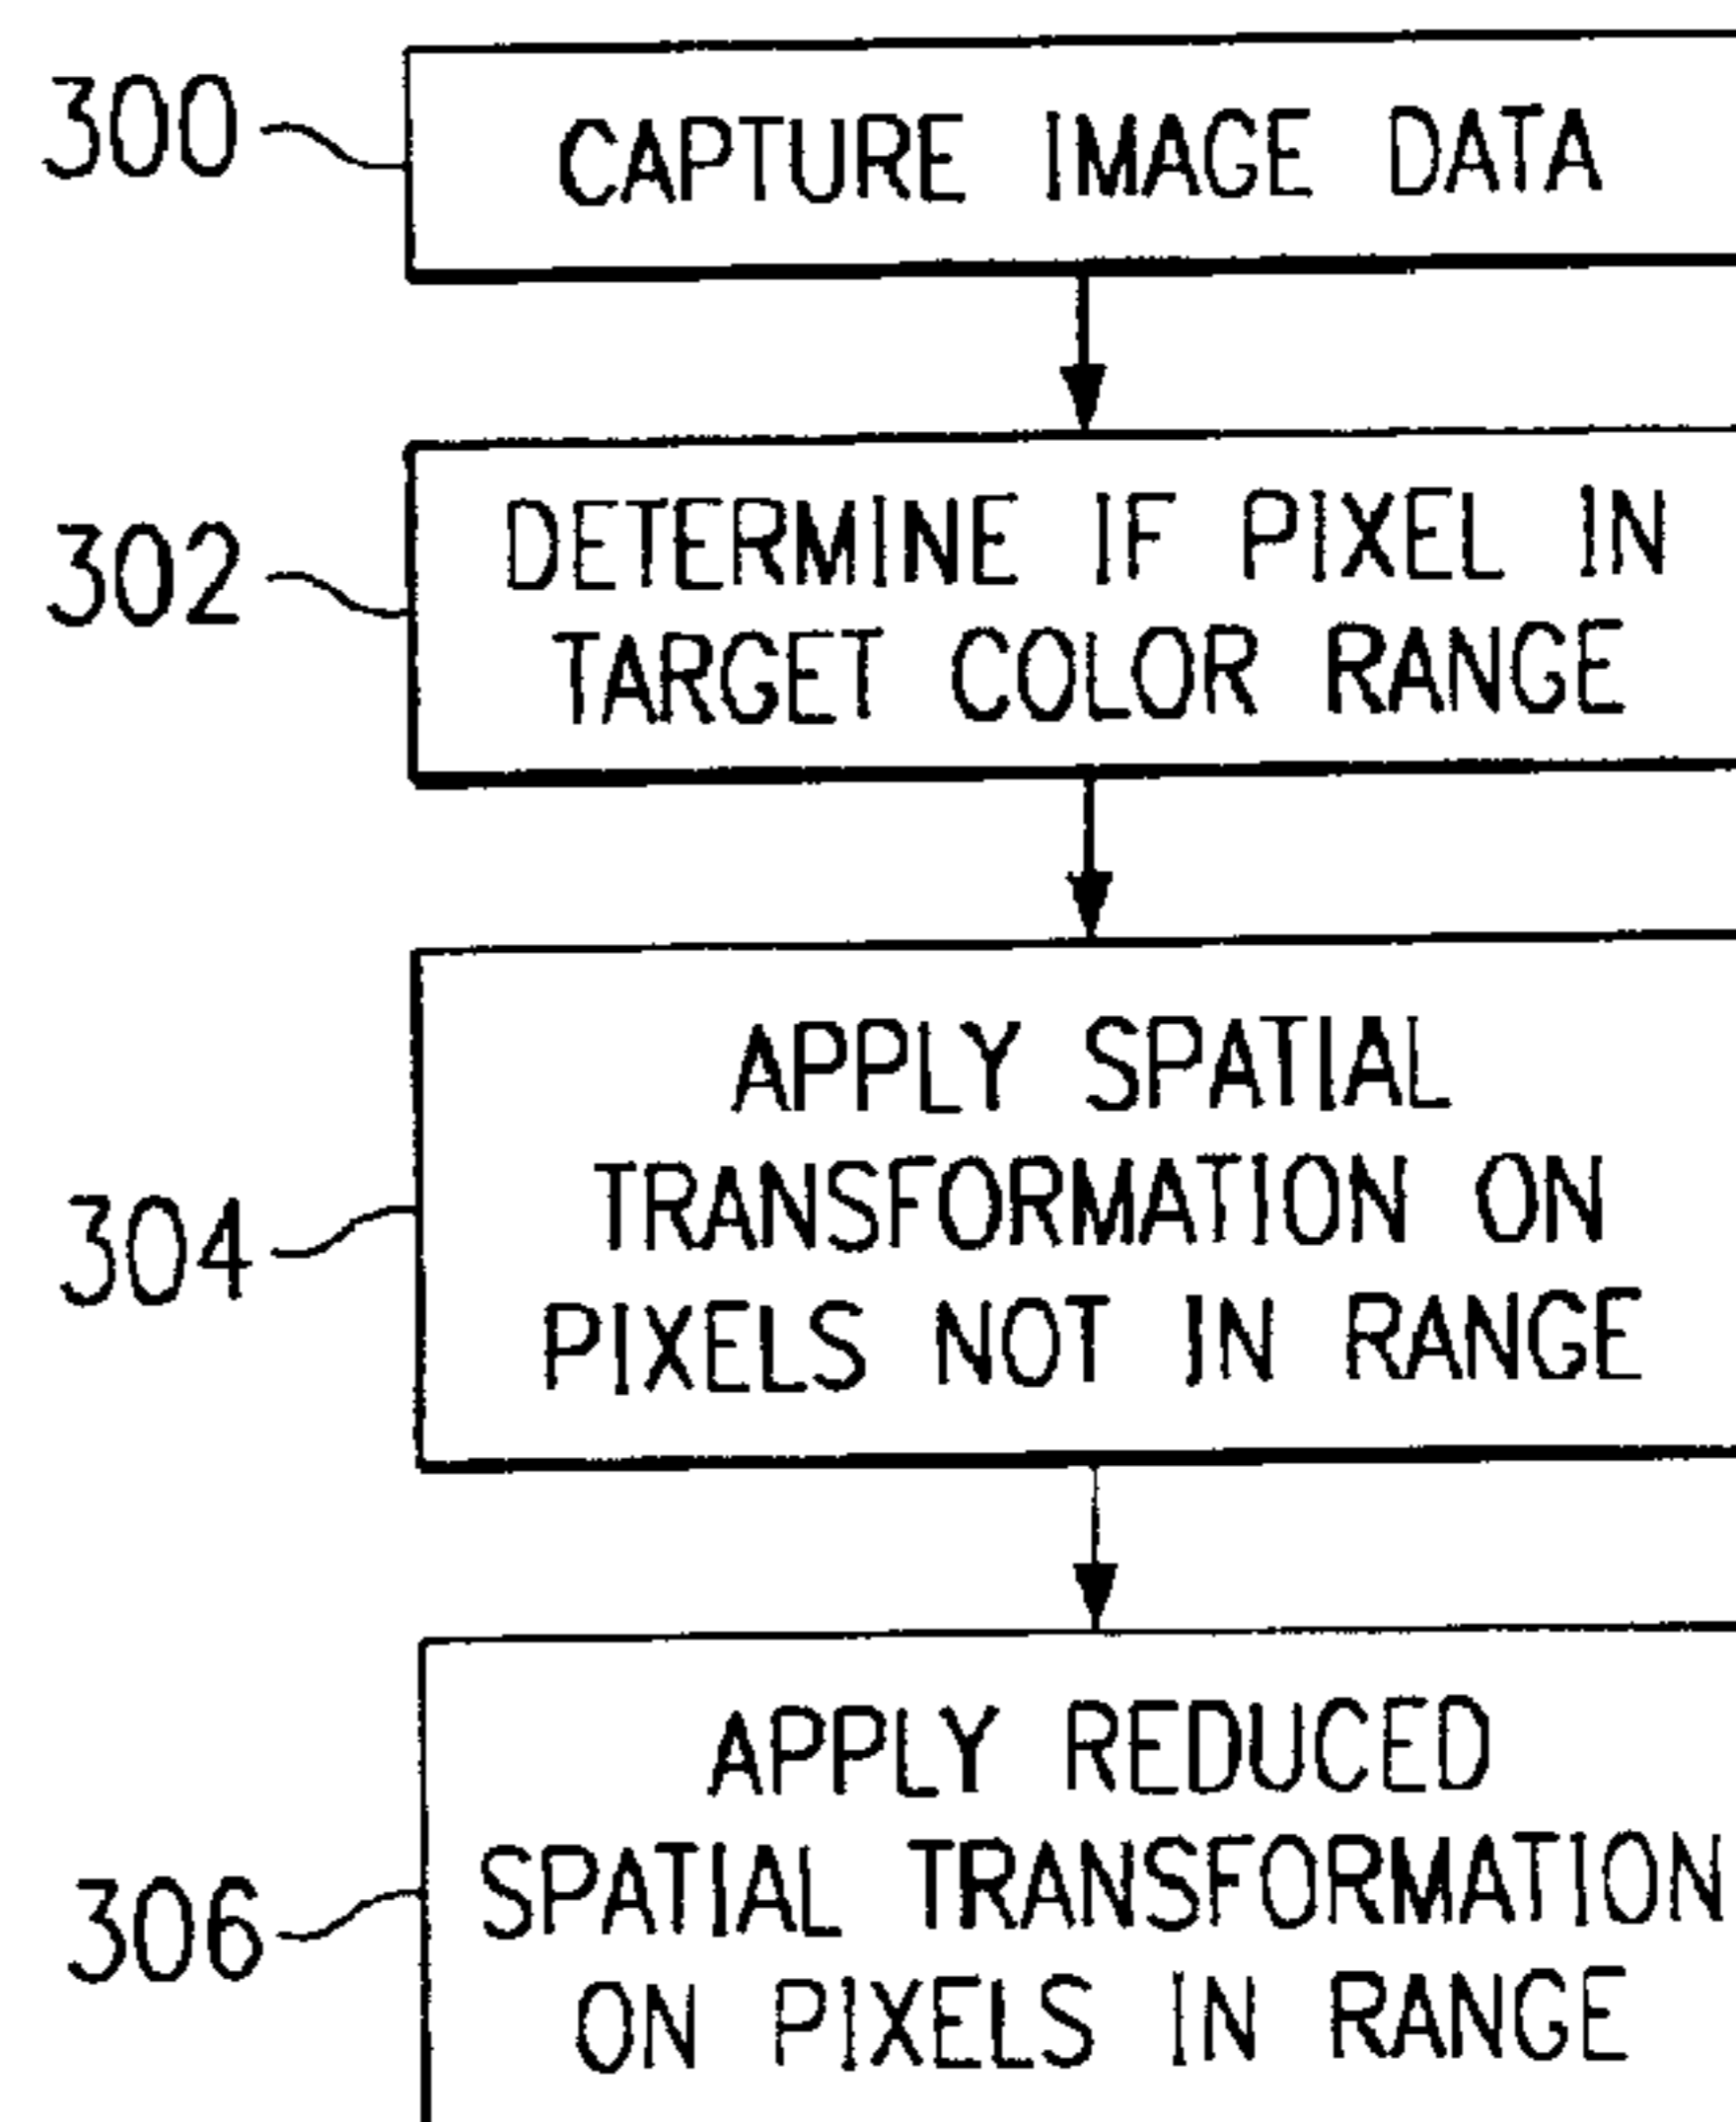 300
CAPTURE IMAGE DATA
302
DETERMINE IF PIXEL IN
TARGET COLOR RANGE
304
APPLY SPATIAL
TRANSFORMATION ON
PIXELS NOT IN RANGE
306
APPLY REDUCED
SPATIAL TRANSFORMATION
ON PIXELS IN RANGE